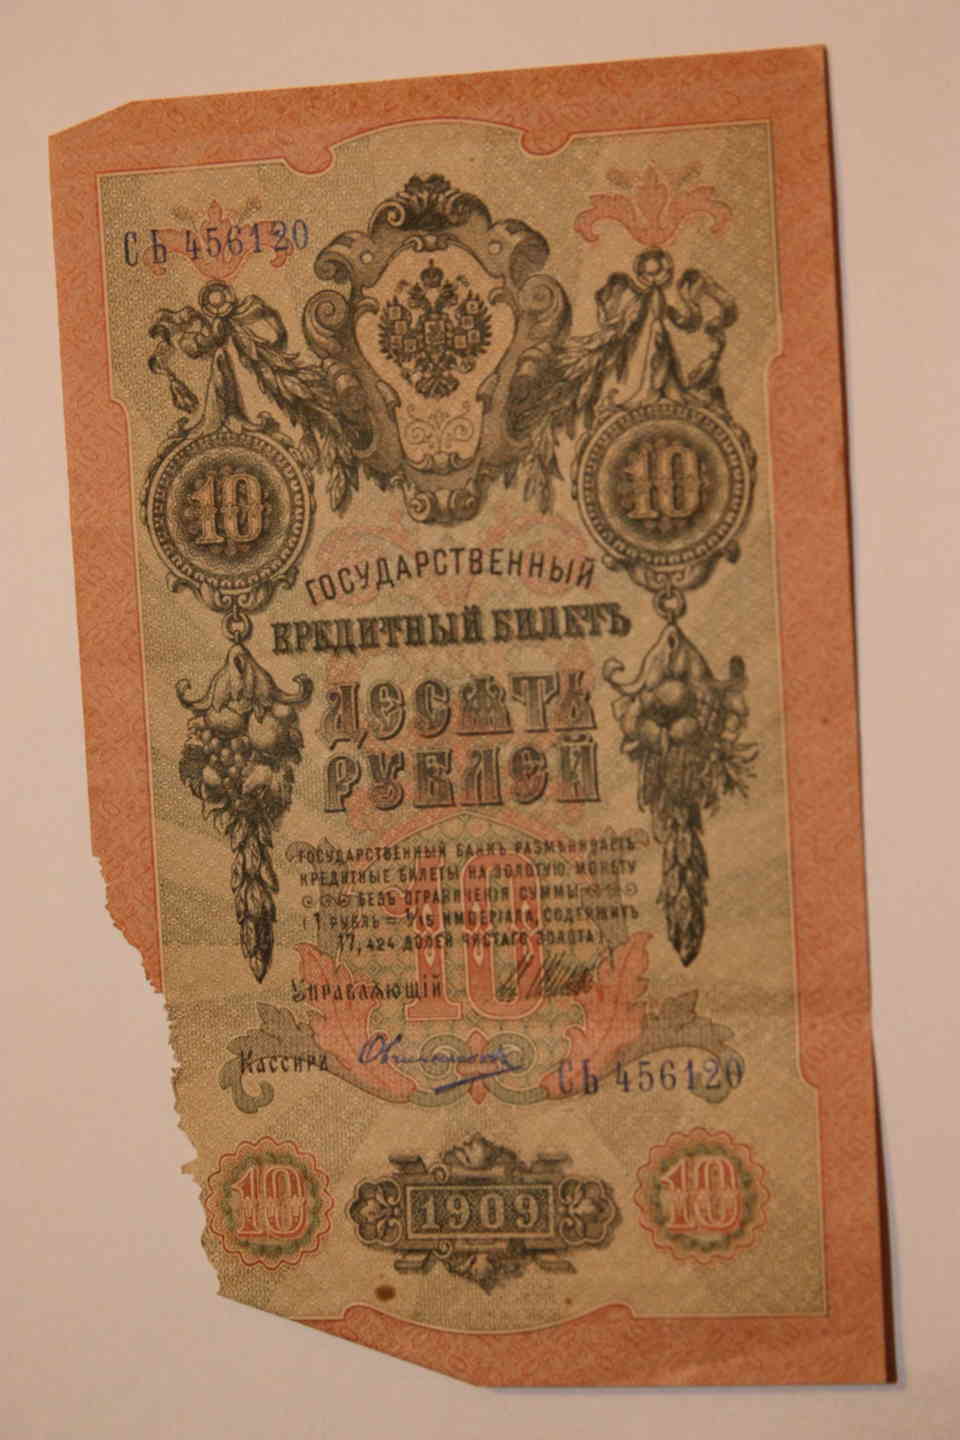 СЬ 456120
10 10
ГОСУДАРСТВЕННЫЙ
КРЕДИТНЫЙ БИЛЕТЪ
ДЕСЯТЬ
РУБЛЕЙ
ГОСУДАРСТВЕННЫЙ БАНКЪ РАЗМѢНИВАЕТЪ
КРЕДИТНЫЕ БИЛЕТЫ НА ЗОЛОТУЮ МОНЕТУ
БЕЗЪ ОГРАНИЧЕНІЯ СУММЫ
(1 РУБЛЬ = 1/15 ИМПЕРІАЛА, СОДЕРЖИТЪ
17,424 ДОЛЕЙ ЧИСТАГО ЗОЛОТА)
10
УПРАВЛЯЮЩІЙ
КАССИРЪ
СЬ 456120
10 1909 10